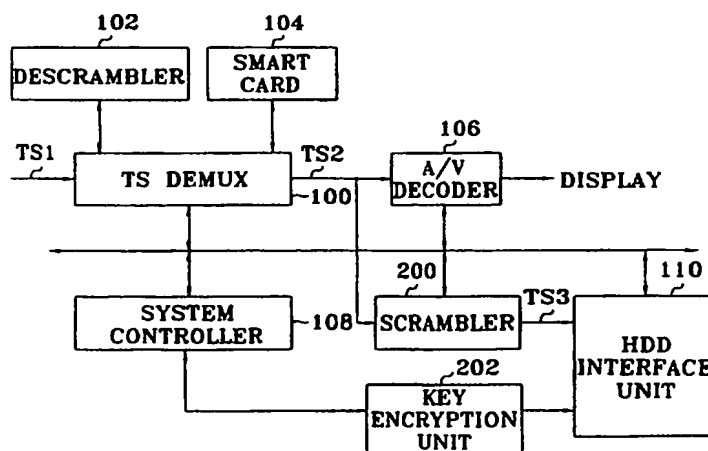 102
DESCRAMBLER
104
SMART
CARD
TS1
TS DEMUX
100
TS2
106
A/V
DECODER
DISPLAY
SYSTEM
CONTROLLER
108
200
SCRAMBLER
TS3
110
HDD
INTERFACE
UNIT
202
KEY
ENCRYPTION
UNIT